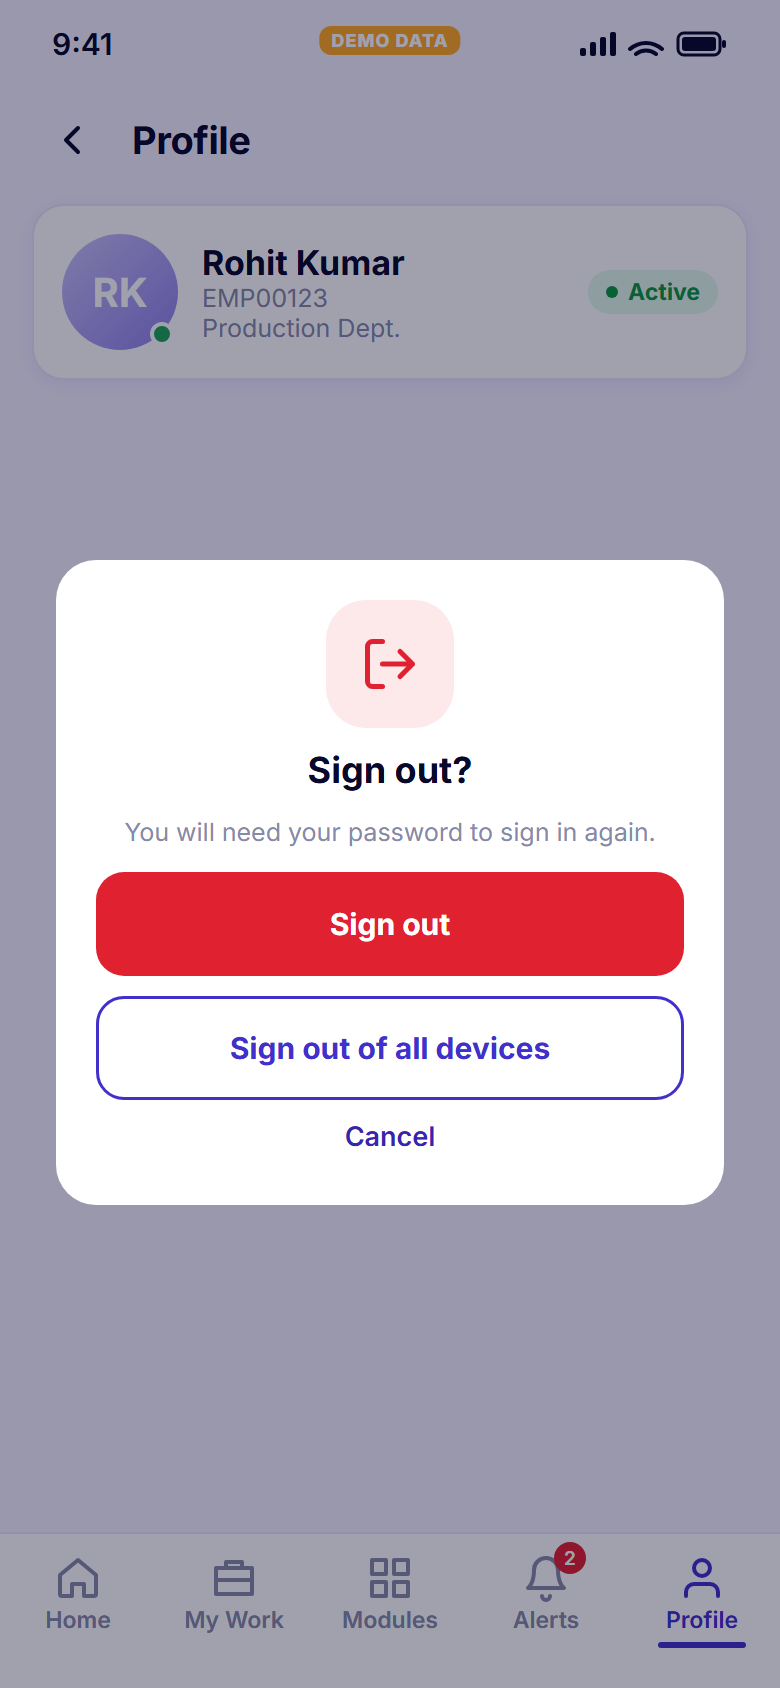 9:41
DEMO DATA
Profile
RK
Rohit Kumar
EMP00123
Production Dept.
Active
Sign out?
You will need your password to sign in again.
Sign out
Sign out of all devices
Cancel
2
Home
My Work
Modules
Alerts
Profile